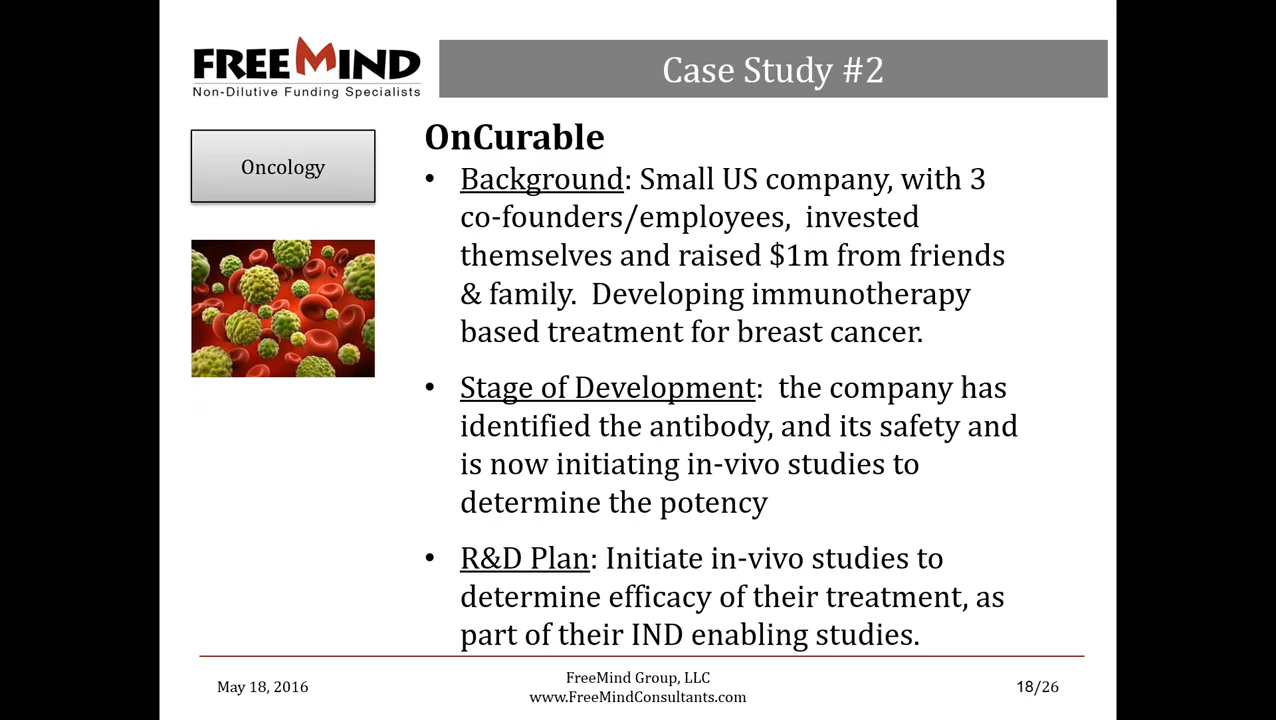 FREEMIND
Non-Dilutive Funding Specialists
Case Study #2
Oncology
OnCurable
• Background: Small US company, with 3
co-founders/employees, invested
themselves and raised $1m from friends
& family. Developing immunotherapy
based treatment for breast cancer.
• Stage of Development: the company has
identified the antibody, and its safety and
is now initiating in-vivo studies to
determine the potency
• R&D Plan: Initiate in-vivo studies to
determine efficacy of their treatment, as
part of their IND enabling studies.
May 18, 2016
FreeMind Group, LLC
www.FreeMindConsultants.com
18/26